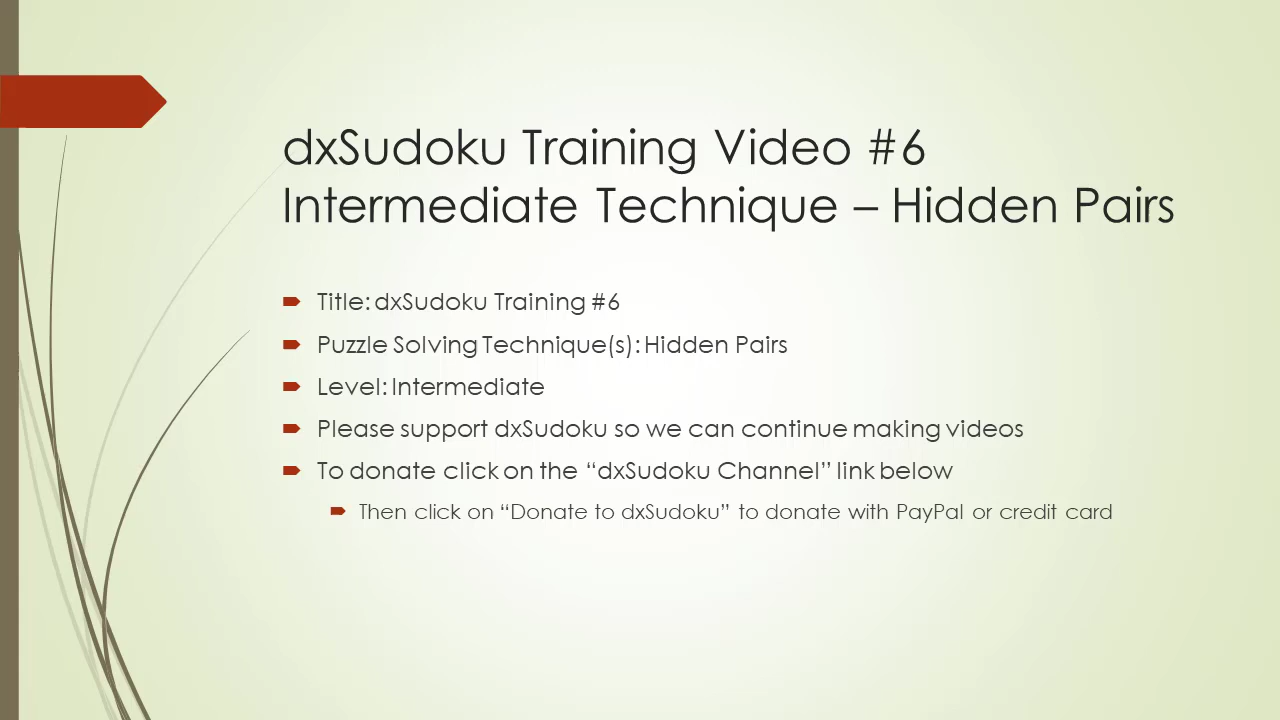 dxSudoku Training Video #6
Intermediate Technique – Hidden Pairs
Title: dxSudoku Training #6
Puzzle Solving Technique(s): Hidden Pairs
Level: Intermediate
Please support dxSudoku so we can continue making videos
To donate click on the “dxSudoku Channel” link below
Then click on “Donate to dxSudoku” to donate with PayPal or credit card